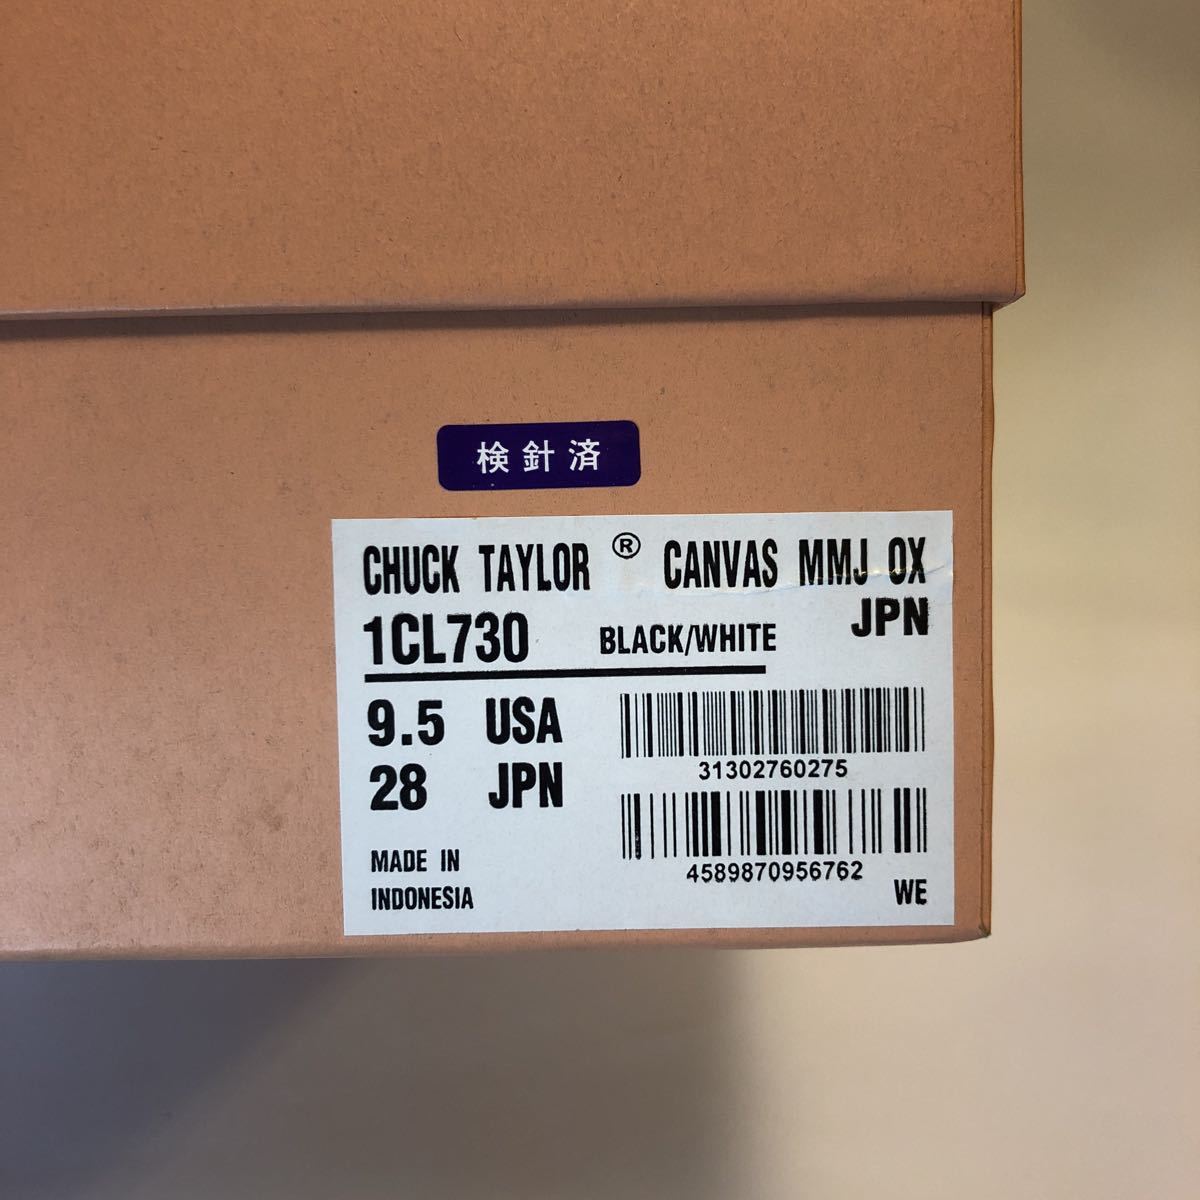 検針済
CHUCK TAYLOR ® CANVAS MMJ OX
1CL730 BLACK/WHITE JPN
9.5 USA
28 JPN
31302760275
4589870956762
MADE IN
INDONESIA
WE